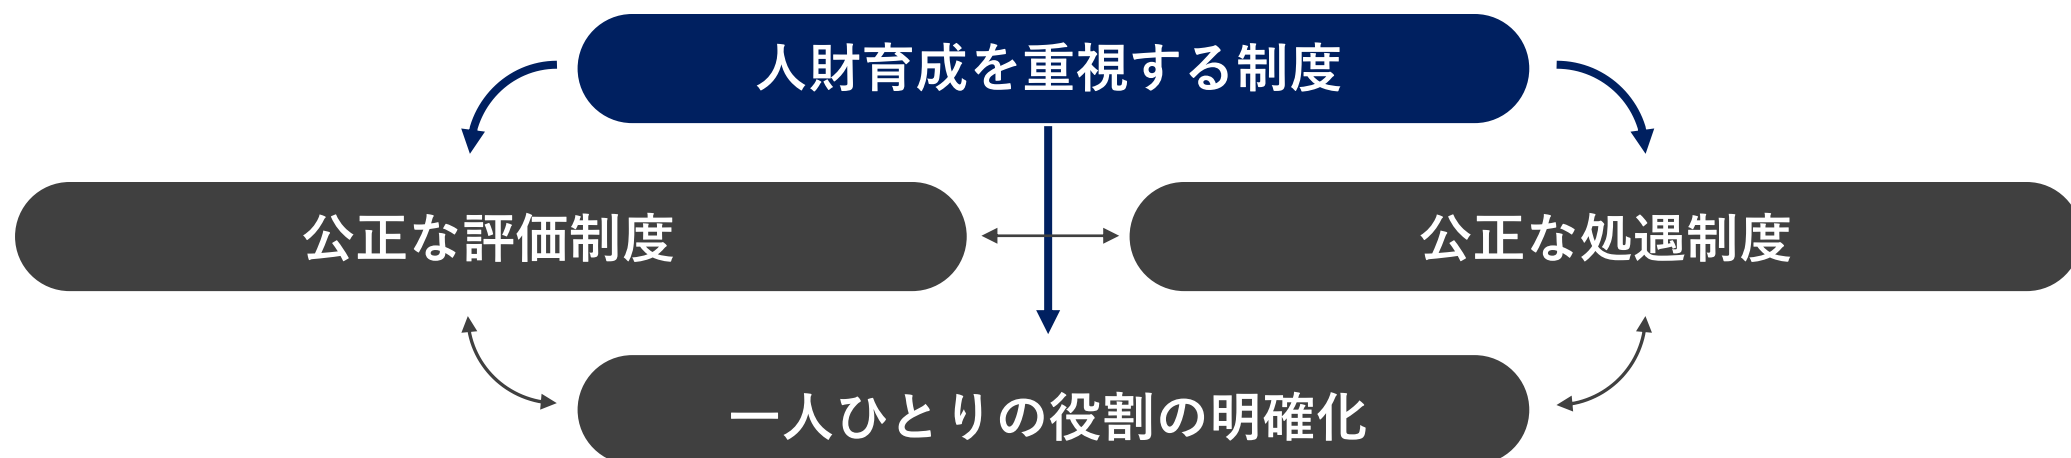 人財育成を重視する制度
公正な評価制度
公正な処遇制度
一人ひとりの役割の明確化